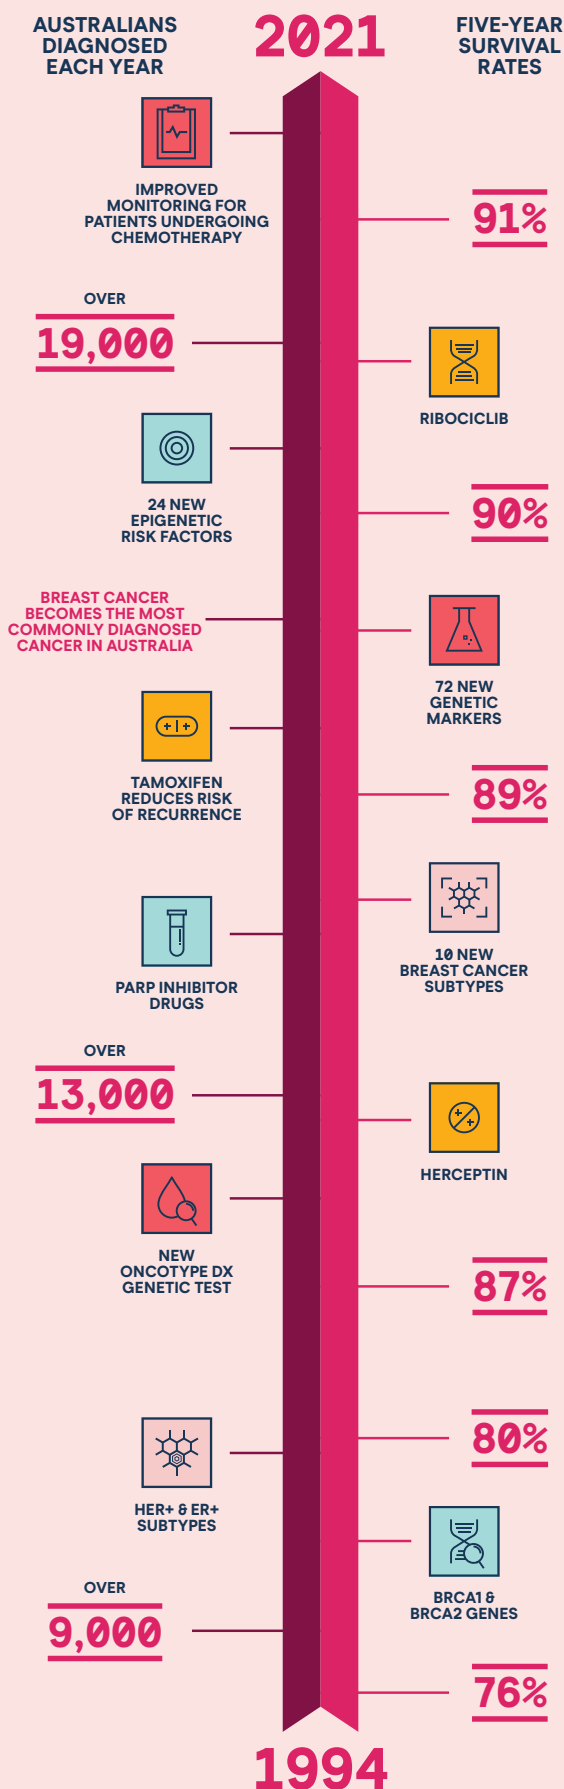 AUSTRALIANS
DIAGNOSED
EACH YEAR
2021
FIVE-YEAR
SURVIVAL
RATES
IMPROVED
MONITORING FOR
PATIENTS UNDERGOING
CHEMOTHERAPY
91%
OVER
19,000
RIBOCICLIB
24 NEW
EPIGENETIC
RISK FACTORS
90%
BREAST CANCER
BECOMES THE MOST
COMMONLY DIAGNOSED
CANCER IN AUSTRALIA
72 NEW
GENETIC
MARKERS
TAMOXIFEN
REDUCES RISK
OF RECURRENCE
89%
10 NEW
BREAST CANCER
SUBTYPES
PARP INHIBITOR
DRUGS
OVER
13,000
HERCEPTIN
NEW
ONCOTYPE DX
GENETIC TEST
87%
80%
HER+ & ER+
SUBTYPES
BRCA1 &
BRCA2 GENES
OVER
9,000
76%
1994